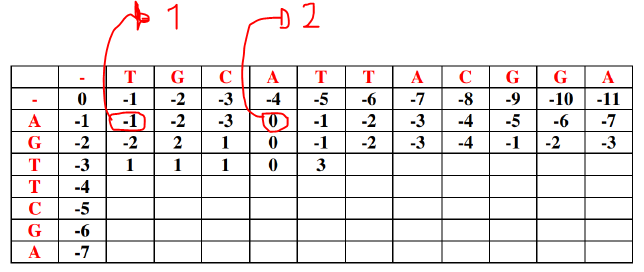 1 2
- T G C A T T A C G G A
- 0 -1 -2 -3 -4 -5 -6 -7 -8 -9 -10 -11
A -1 -1 -2 -3 0 -1 -2 -3 -4 -5 -6 -7
G -2 -2 2 1 0 -1 -2 -3 -4 -1 -2 -3
T -3 1 1 1 0 3
T -4
C -5
G -6
A -7